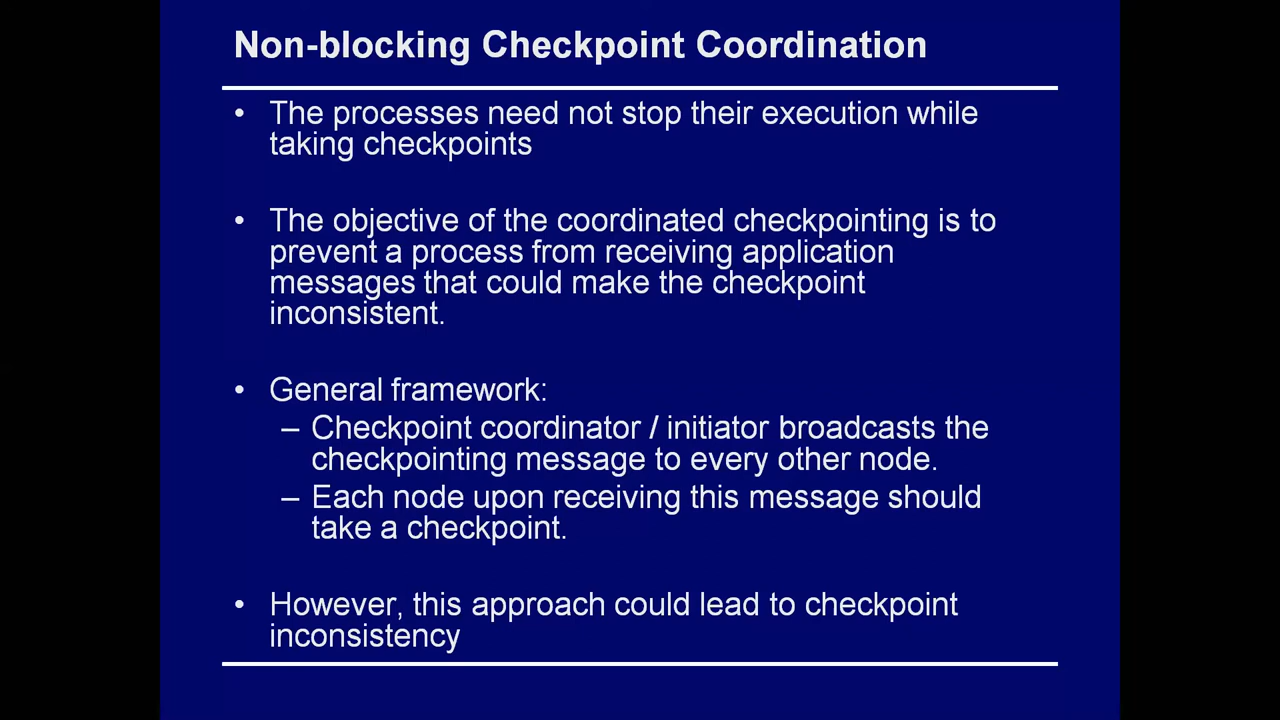 Non-blocking Checkpoint Coordination
• The processes need not stop their execution while
taking checkpoints
• The objective of the coordinated checkpointing is to
prevent a process from receiving application
messages that could make the checkpoint
inconsistent.
• General framework:
– Checkpoint coordinator / initiator broadcasts the
checkpointing message to every other node.
– Each node upon receiving this message should
take a checkpoint.
• However, this approach could lead to checkpoint
inconsistency